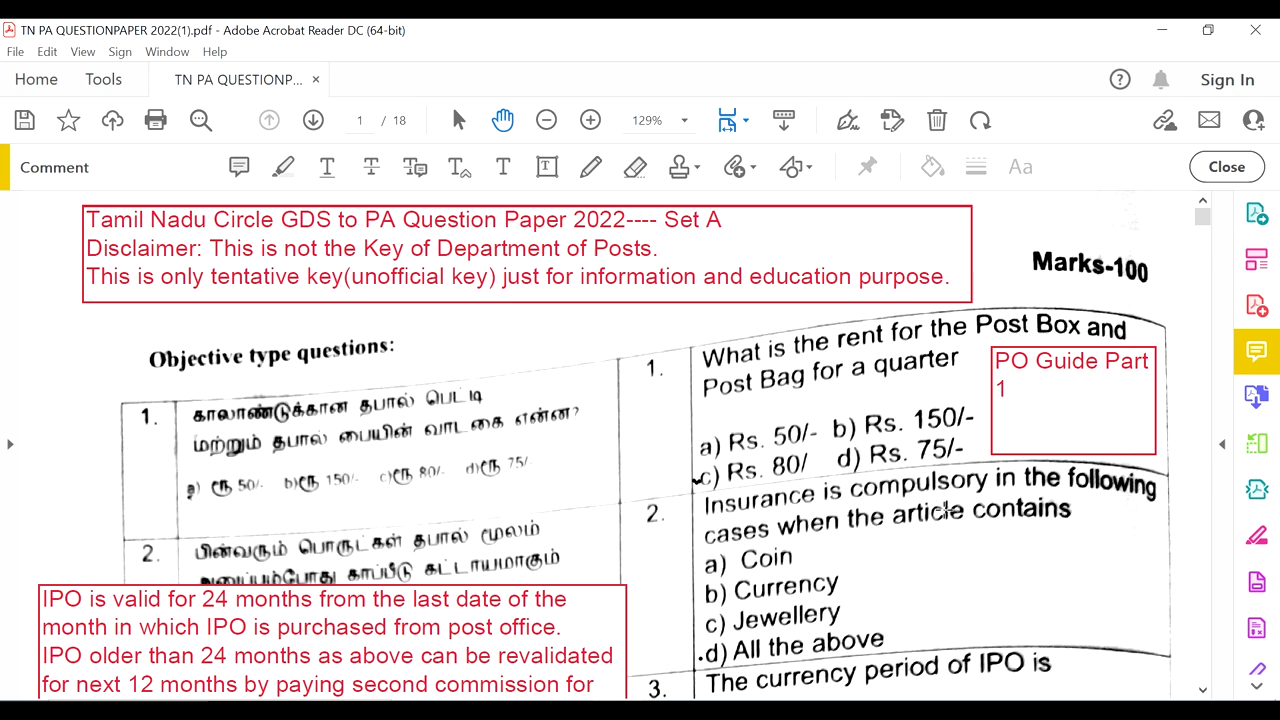 TN PA QUESTIONPAPER 2022(1).pdf - Adobe Acrobat Reader DC (64-bit)
File Edit View Sign Window Help
Home Tools TN PA QUESTIONP... × Sign In
1 / 18 129%
Comment Close
Tamil Nadu Circle GDS to PA Question Paper 2022---- Set A
Disclaimer: This is not the Key of Department of Posts.
This is only tentative key(unofficial key) just for information and education purpose.
Marks-100
Objective type questions:
1. காலாண்டுக்கான தபால் பெட்டி
மற்றும் தபால் பையின் வாடகை என்ன?
a) ரூ 50/- b)ரூ 150/- c)ரூ 80/- d)ரூ 75/-
2. பின்வரும் பொருட்கள் தபால் மூலம்
அனுப்பும்போது காப்பீடு கட்டாயமாகும்
IPO is valid for 24 months from the last date of the
month in which IPO is purchased from post office.
IPO older than 24 months as above can be revalidated
for next 12 months by paying second commission for
1. What is the rent for the Post Box and
Post Bag for a quarter
a) Rs. 50/- b) Rs. 150/-
c) Rs. 80/ d) Rs. 75/-
PO Guide Part
1
2. Insurance is compulsory in the following
cases when the article contains
a) Coin
b) Currency
c) Jewellery
d) All the above
3. The currency period of IPO is